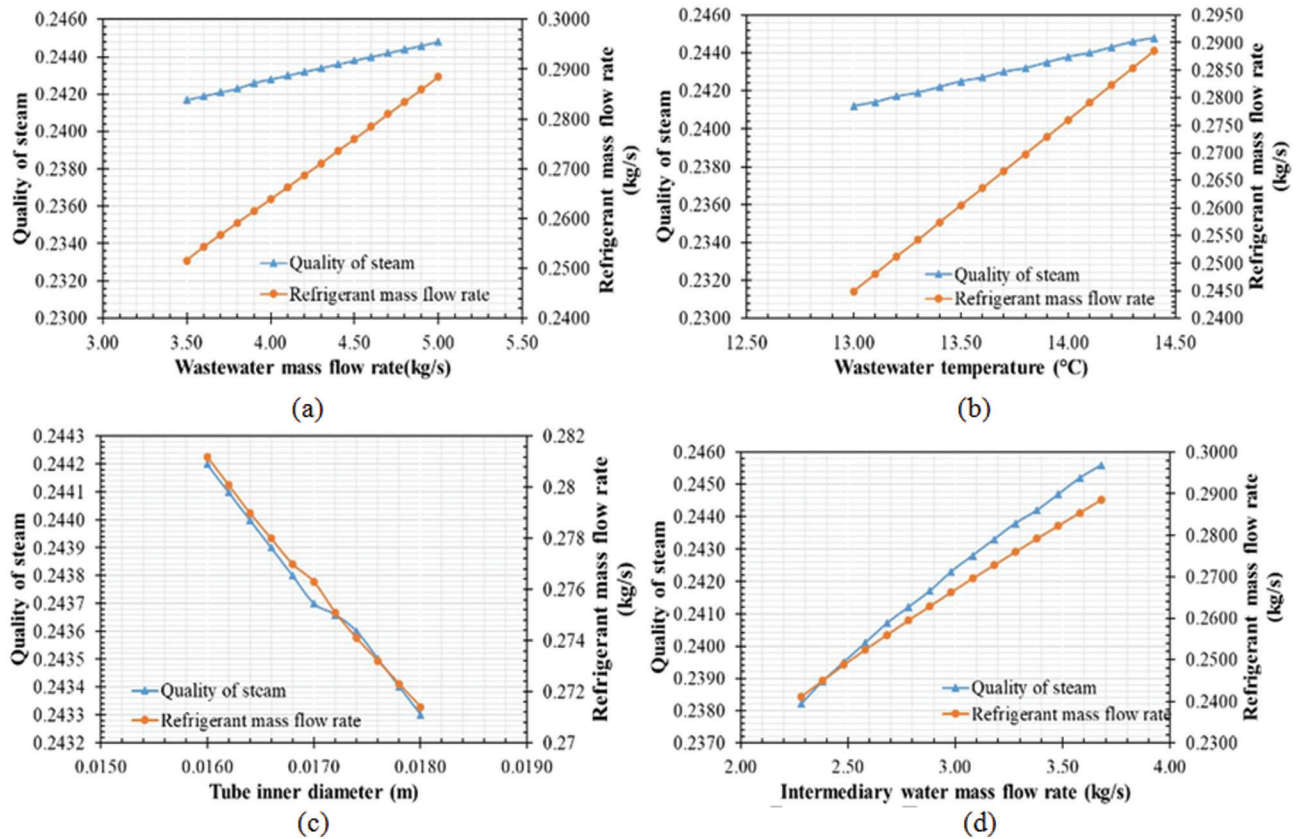 0.2460
0.2440
0.2420
0.2400
0.2380
0.2360
0.2340
0.2320
0.2300
Quality of steam
0.3000
0.2900
0.2800
0.2700
0.2600
0.2500
0.2400
Refrigerant mass flow rate
(kg/s)
Quality of steam
Refrigerant mass flow rate
3.00 3.50 4.00 4.50 5.00 5.50
Wastewater mass flow rate(kg/s)
(a)
0.2460
0.2440
0.2420
0.2400
0.2380
0.2360
0.2340
0.2320
0.2300
Quality of steam
0.2950
0.2900
0.2850
0.2800
0.2750
0.2700
0.2650
0.2600
0.2550
0.2500
0.2450
0.2400
Refrigerant mass flow rate
(kg/s)
Quality of steam
Refrigerant mass flow rate
12.50 13.00 13.50 14.00 14.50
Wastewater temperature (°C)
(b)
0.2443
0.2442
0.2441
0.2440
0.2439
0.2438
0.2437
0.2436
0.2435
0.2434
0.2433
0.2432
Quality of steam
0.282
0.28
0.278
0.276
0.274
0.272
0.27
Refrigerant mass flow rate
(kg/s)
Quality of steam
Refrigerant mass flow rate
0.0150 0.0160 0.0170 0.0180 0.0190
Tube inner diameter (m)
(c)
0.2460
0.2450
0.2440
0.2430
0.2420
0.2410
0.2400
0.2390
0.2380
0.2370
Quality of steam
0.3000
0.2900
0.2800
0.2700
0.2600
0.2500
0.2400
0.2300
Refrigerant mass flow rate
(kg/s)
Quality of steam
Refrigerant mass flow rate
2.00 2.50 3.00 3.50 4.00
Intermediary water mass flow rate (kg/s)
(d)